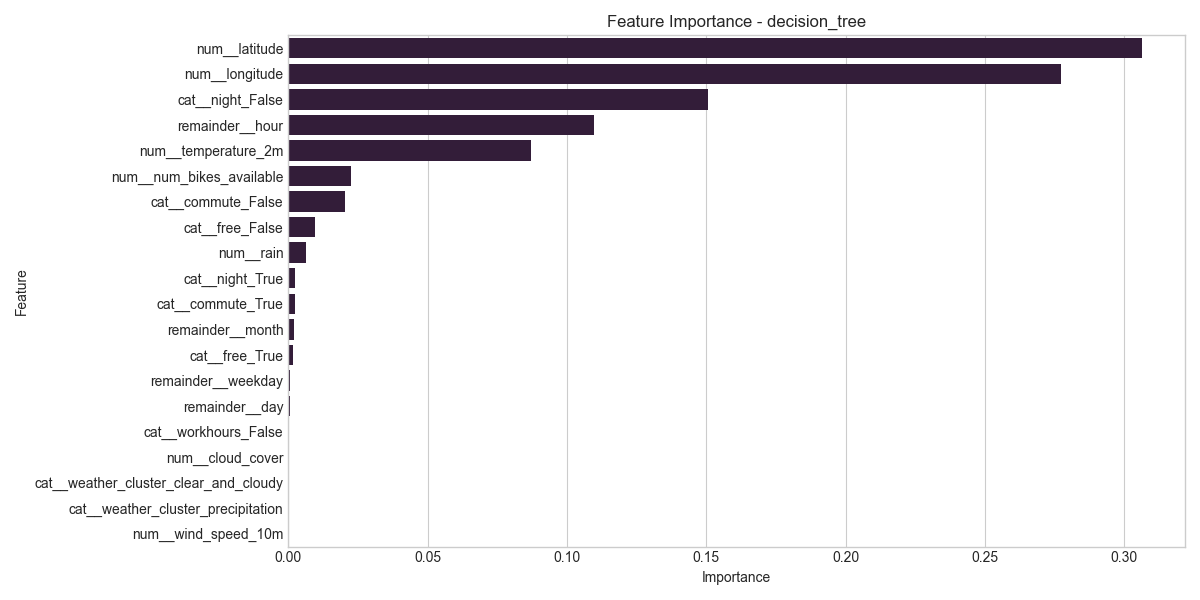 Feature Importance - decision_tree
Feature
num__latitude
num__longitude
cat__night_False
remainder__hour
num__temperature_2m
num__num_bikes_available
cat__commute_False
cat__free_False
num__rain
cat__night_True
cat__commute_True
remainder__month
cat__free_True
remainder__weekday
remainder__day
cat__workhours_False
num__cloud_cover
cat__weather_cluster_clear_and_cloudy
cat__weather_cluster_precipitation
num__wind_speed_10m
0.00 0.05 0.10 0.15 0.20 0.25 0.30
Importance